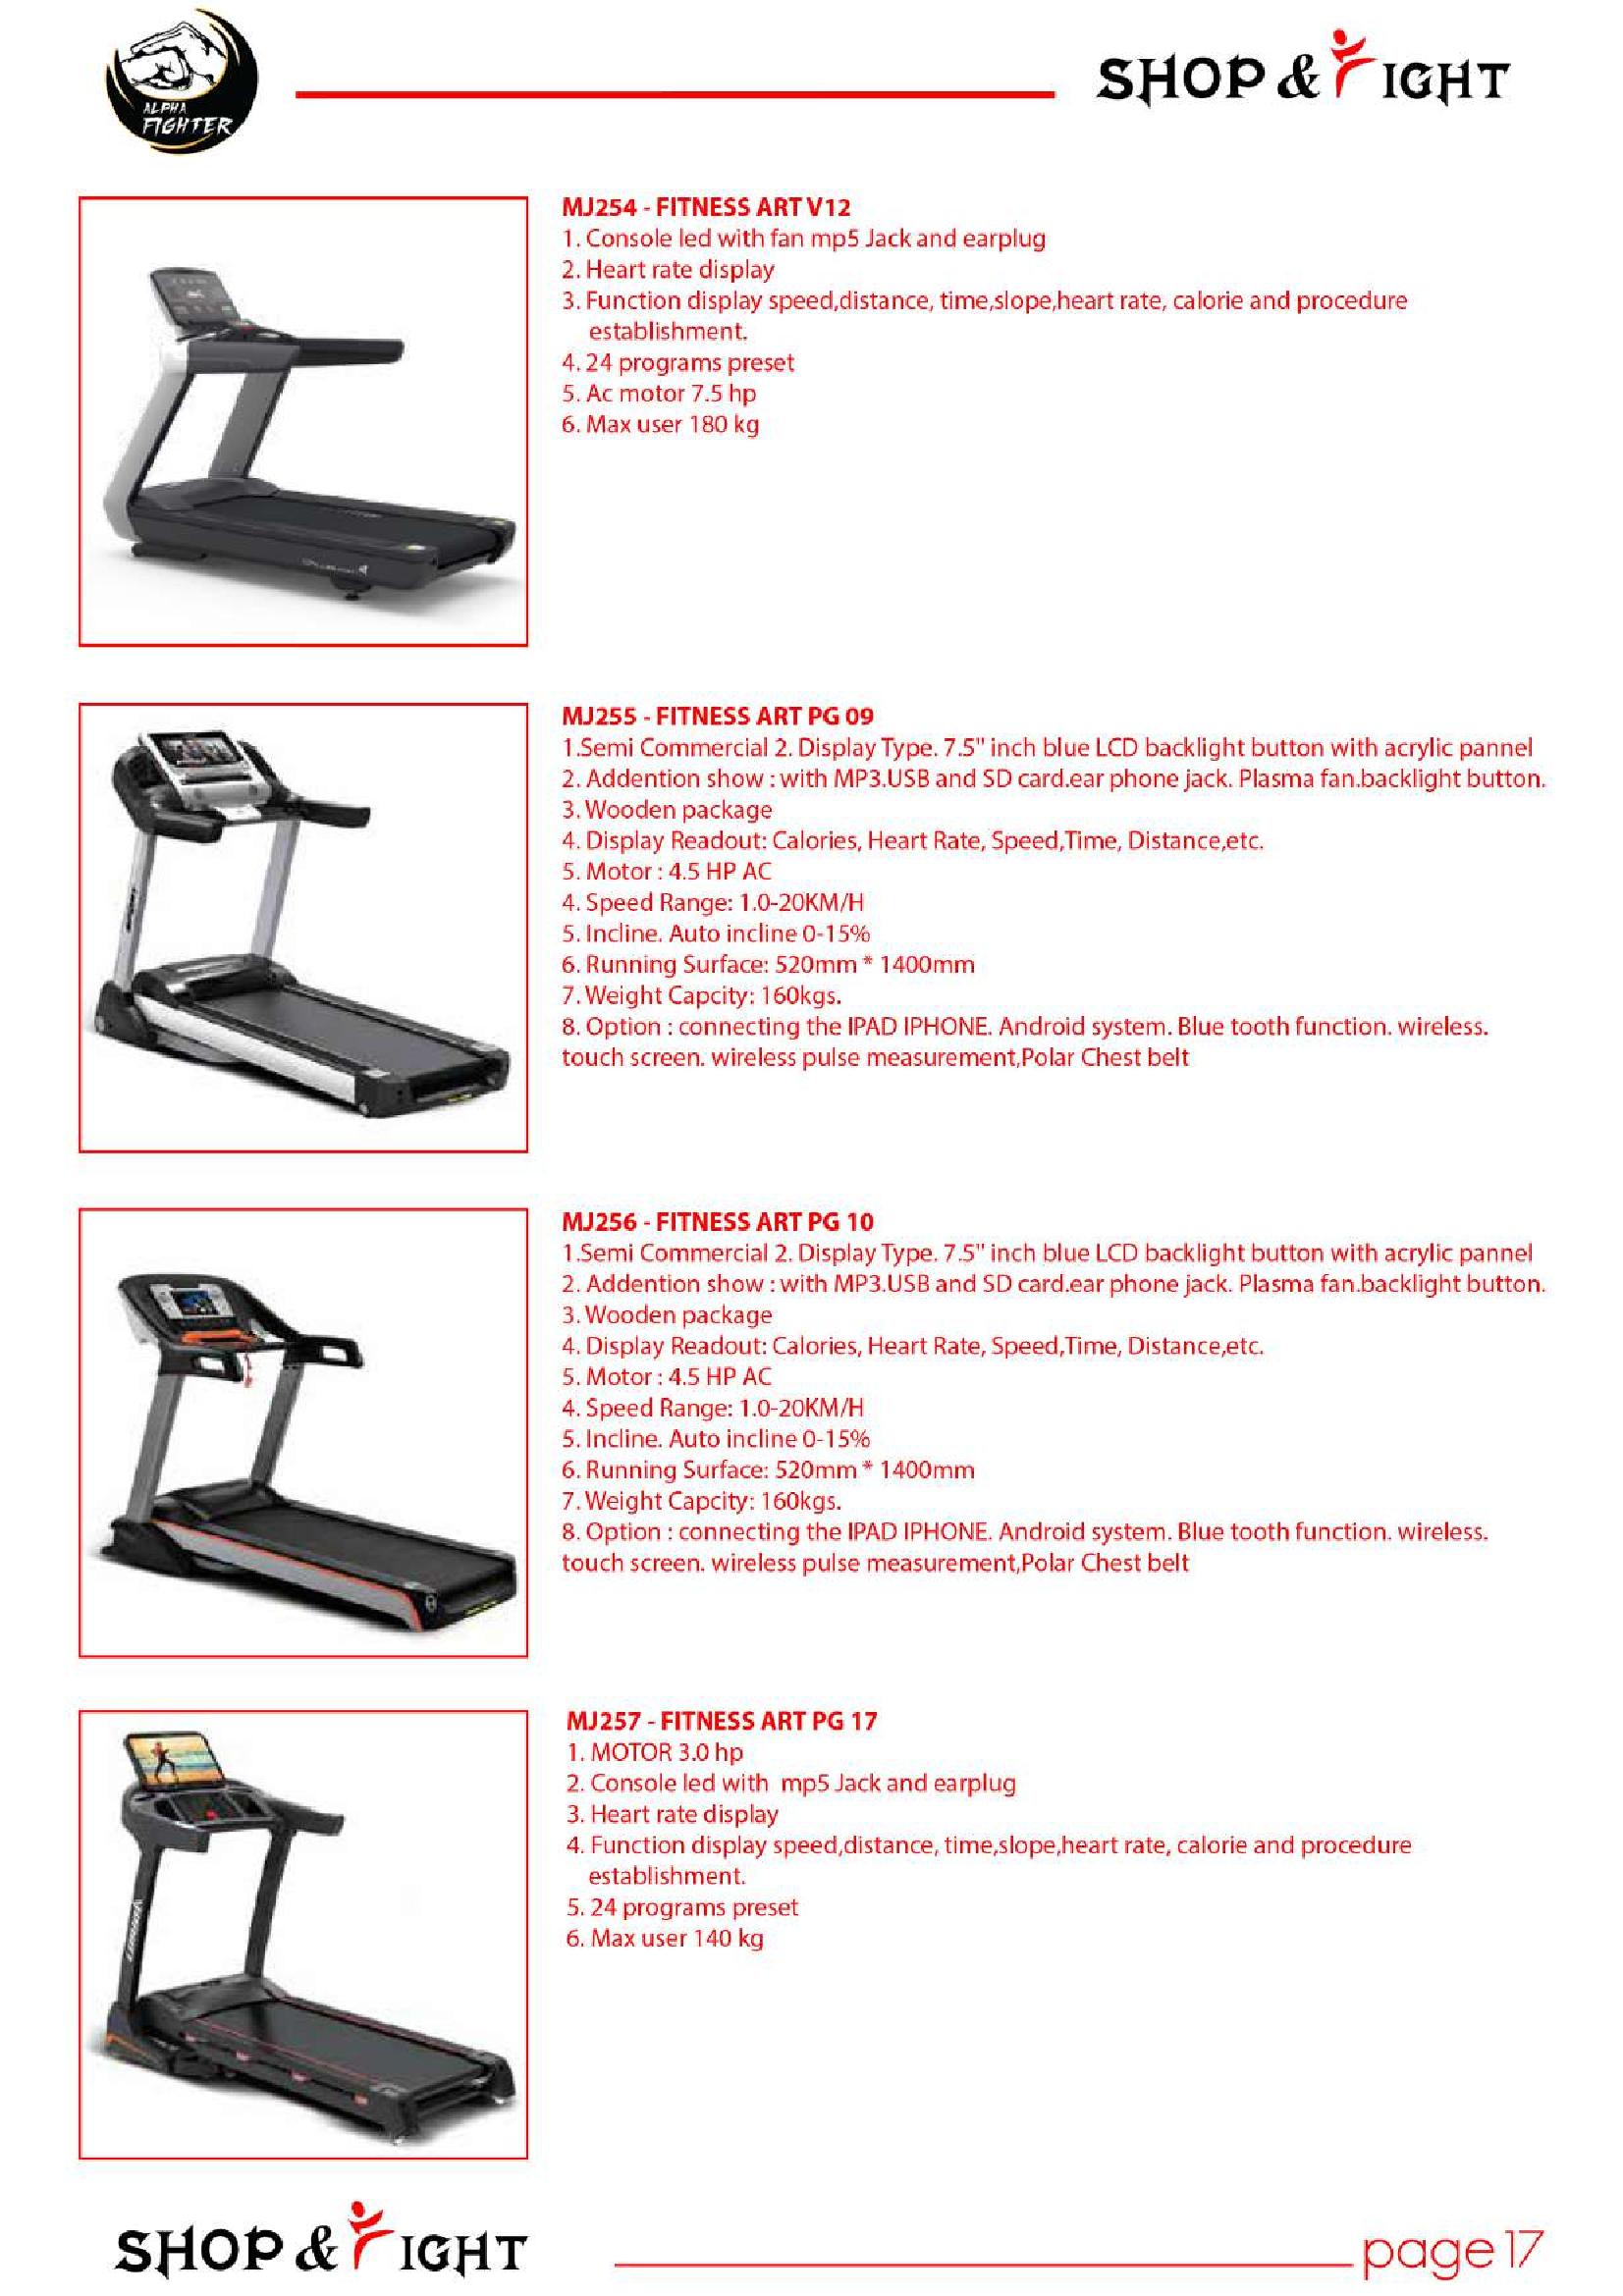 ALPHA
FIGHTER
SHOP & FIGHT
MJ254 - FITNESS ART V12
1. Console led with fan mp5 Jack and earplug
2. Heart rate display
3. Function display speed,distance, time,slope,heart rate, calorie and procedure
establishment.
4. 24 programs preset
5. Ac motor 7.5 hp
6. Max user 180 kg
MJ255 - FITNESS ART PG 09
1.Semi Commercial 2. Display Type. 7.5" inch blue LCD backlight button with acrylic pannel
2. Addention show : with MP3.USB and SD card.ear phone jack. Plasma fan.backlight button.
3. Wooden package
4. Display Readout: Calories, Heart Rate, Speed,Time, Distance,etc.
5. Motor : 4.5 HP AC
4. Speed Range: 1.0-20KM/H
5. Incline. Auto incline 0-15%
6. Running Surface: 520mm * 1400mm
7. Weight Capcity: 160kgs.
8. Option : connecting the IPAD IPHONE. Android system. Blue tooth function. wireless.
touch screen. wireless pulse measurement,Polar Chest belt
MJ256 - FITNESS ART PG 10
1.Semi Commercial 2. Display Type. 7.5" inch blue LCD backlight button with acrylic pannel
2. Addention show : with MP3.USB and SD card.ear phone jack. Plasma fan.backlight button.
3. Wooden package
4. Display Readout: Calories, Heart Rate, Speed,Time, Distance,etc.
5. Motor : 4.5 HP AC
4. Speed Range: 1.0-20KM/H
5. Incline. Auto incline 0-15%
6. Running Surface: 520mm * 1400mm
7. Weight Capcity: 160kgs.
8. Option : connecting the IPAD IPHONE. Android system. Blue tooth function. wireless.
touch screen. wireless pulse measurement,Polar Chest belt
MJ257 - FITNESS ART PG 17
1. MOTOR 3.0 hp
2. Console led with  mp5 Jack and earplug
3. Heart rate display
4. Function display speed,distance, time,slope,heart rate, calorie and procedure
establishment.
5. 24 programs preset
6. Max user 140 kg
SHOP & FIGHT
page 17